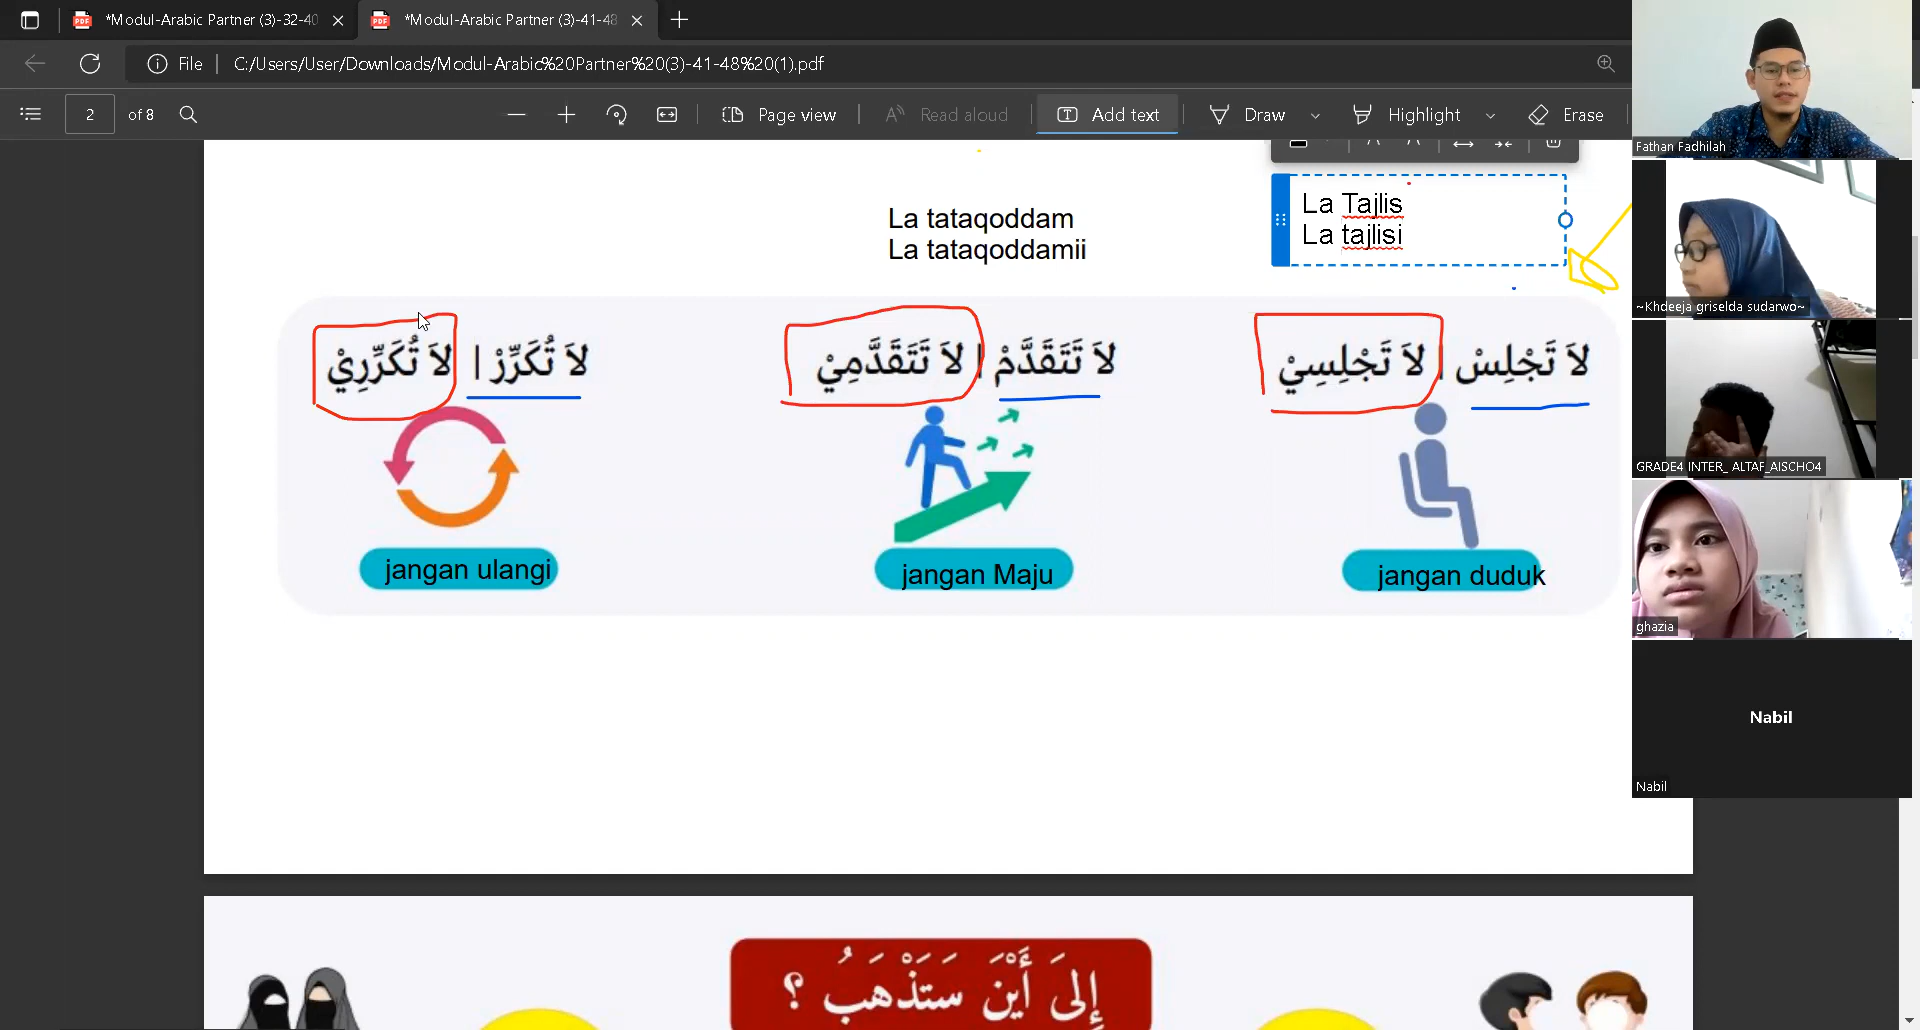 *Modul-Arabic Partner (3)-32-40
*Modul-Arabic Partner (3)-41-48
File
C:/Users/User/Downloads/Modul-Arabic%20Partner%20(3)-41-48%20(1).pdf
2 of 8
Page view
Read aloud
Add text
Draw
Highlight
Erase
La tataqoddam
La tataqoddamii
La Tajlis
La tajlisi
لاَ تَجْلِسْ | لاَ تَجْلِسِيْ
لاَ تَتَقَدَّمْ | لاَ تَتَقَدَّمِيْ
لاَ تُكَرِّرْ | لاَ تُكَرِّرِيْ
jangan ulangi
jangan Maju
jangan duduk
إِلىَ أَيْنَ سَتَذْهَبُ ؟
Fathan Fadhilah
~Khdeeja griselda sudarwo~
GRADE4 INTER_ ALTAF_AISCHO4
ghazia
Nabil
Nabil